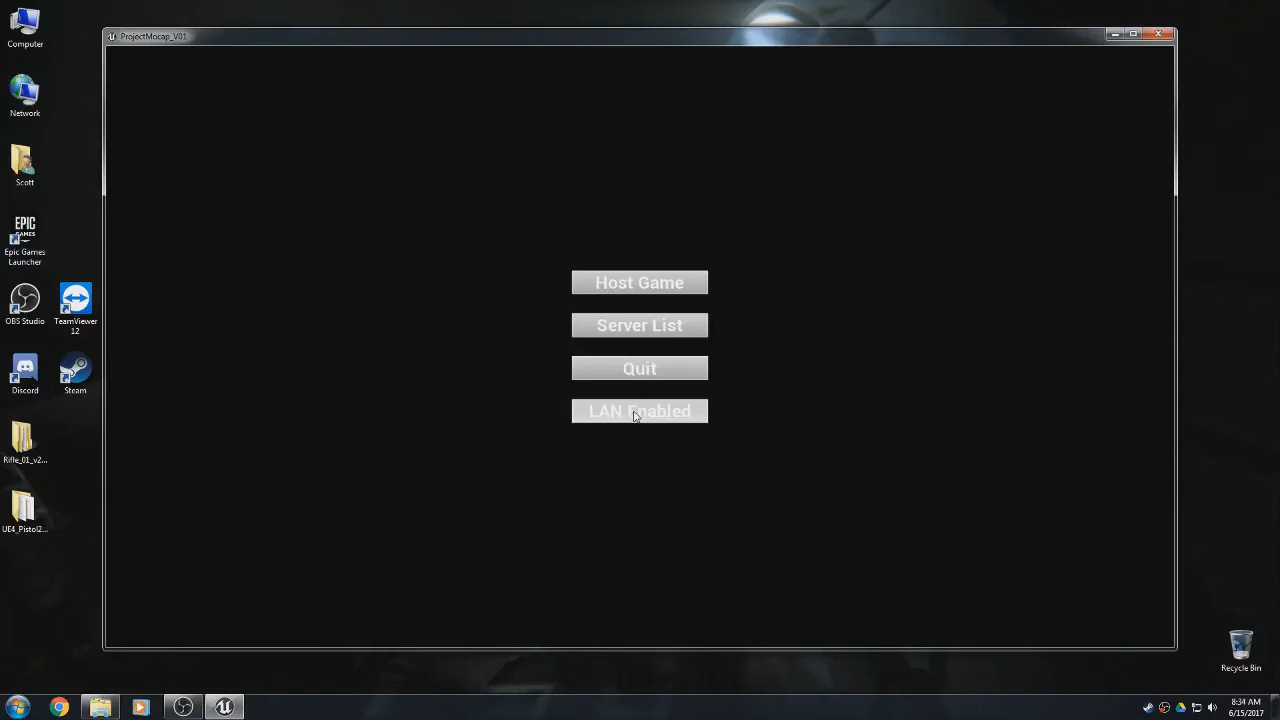 Computer
Network
Scott
EPIC
GAMES
Epic Games
Launcher
OBS Studio
TeamViewer
12
Discord
Steam
Rifle_01_v2...
UE4_Pistol2...
ProjectMocap_V01
Host Game
Server List
Quit
LAN Enabled
Recycle Bin
8:34 AM
6/15/2017